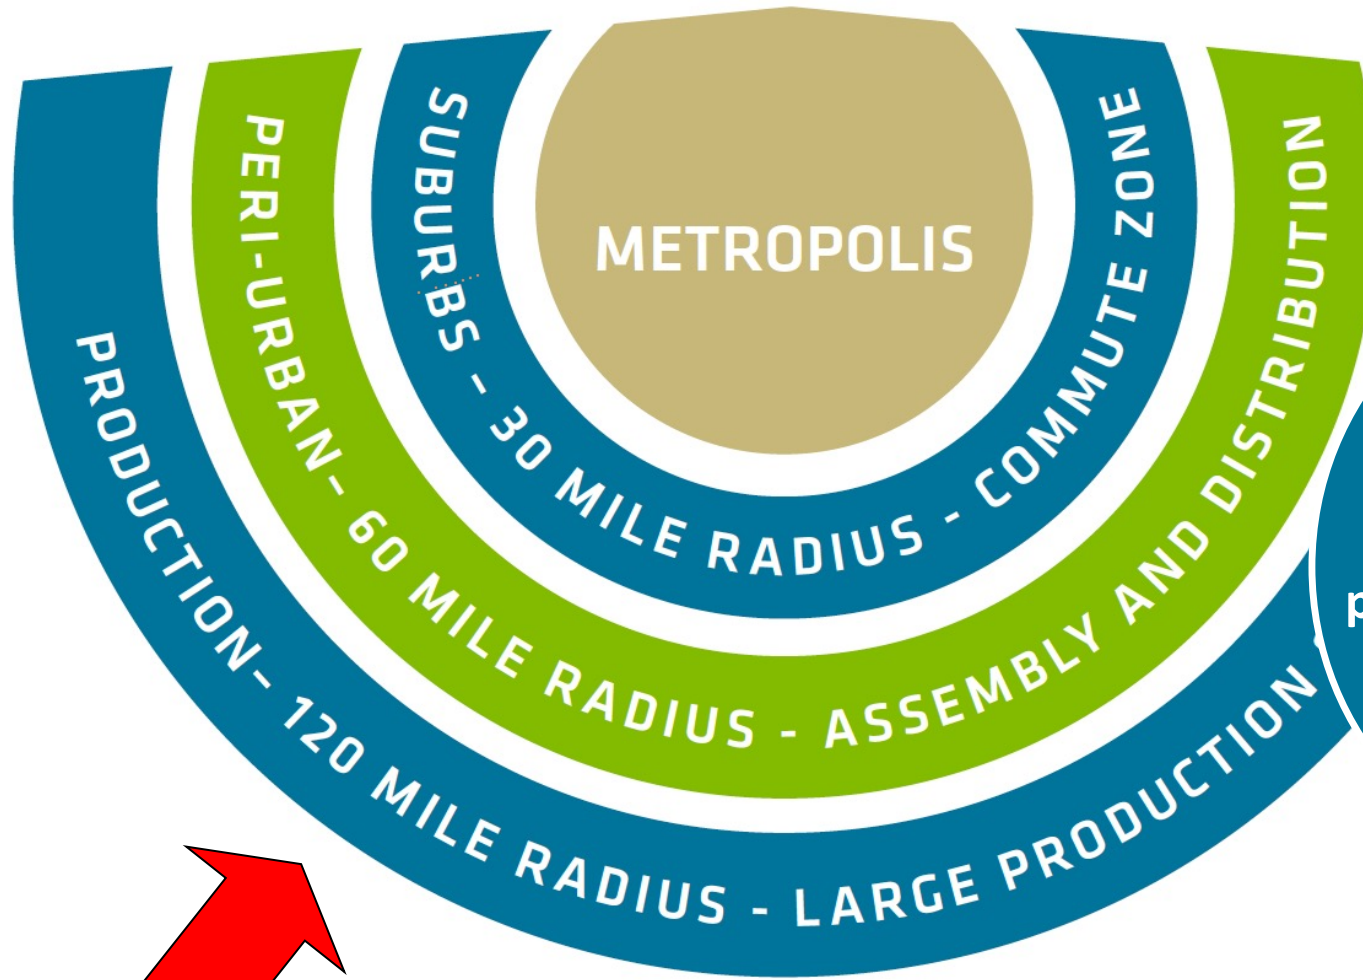 METROPOLIS
SUBURBS - 30 MILE RADIUS - COMMUTE ZONE
PERI-URBAN- 60 MILE RADIUS - ASSEMBLY AND DISTRIBUTION
PRODUCTION- 120 MILE RADIUS - LARGE PRODUCTION